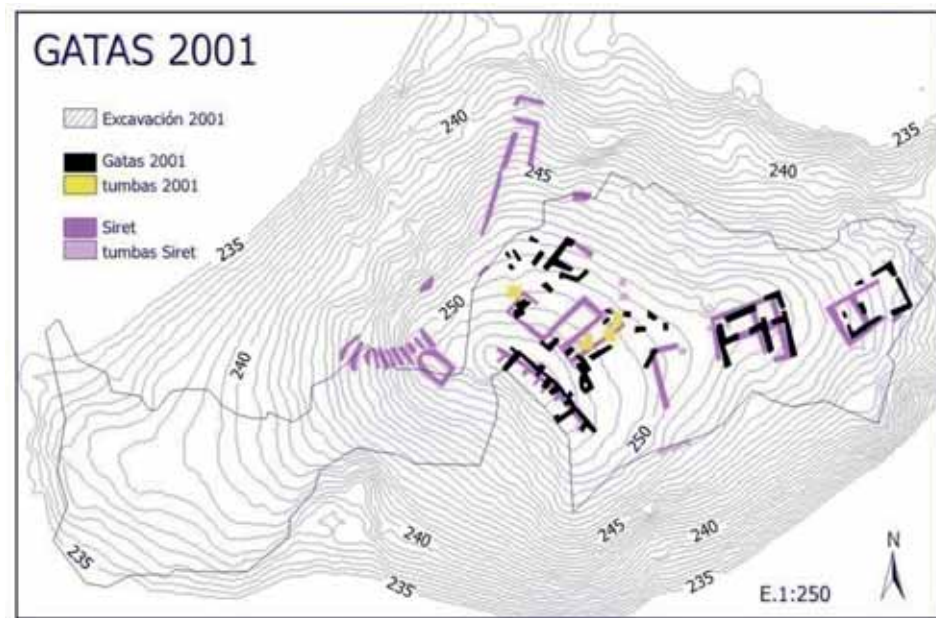 GATAS 2001
Excavación 2001
Gatas 2001
tumbas 2001
Siret
tumbas Siret
240
245
235
240
235
250
240
250
235
240
235
245
240
235
N
E.1:250